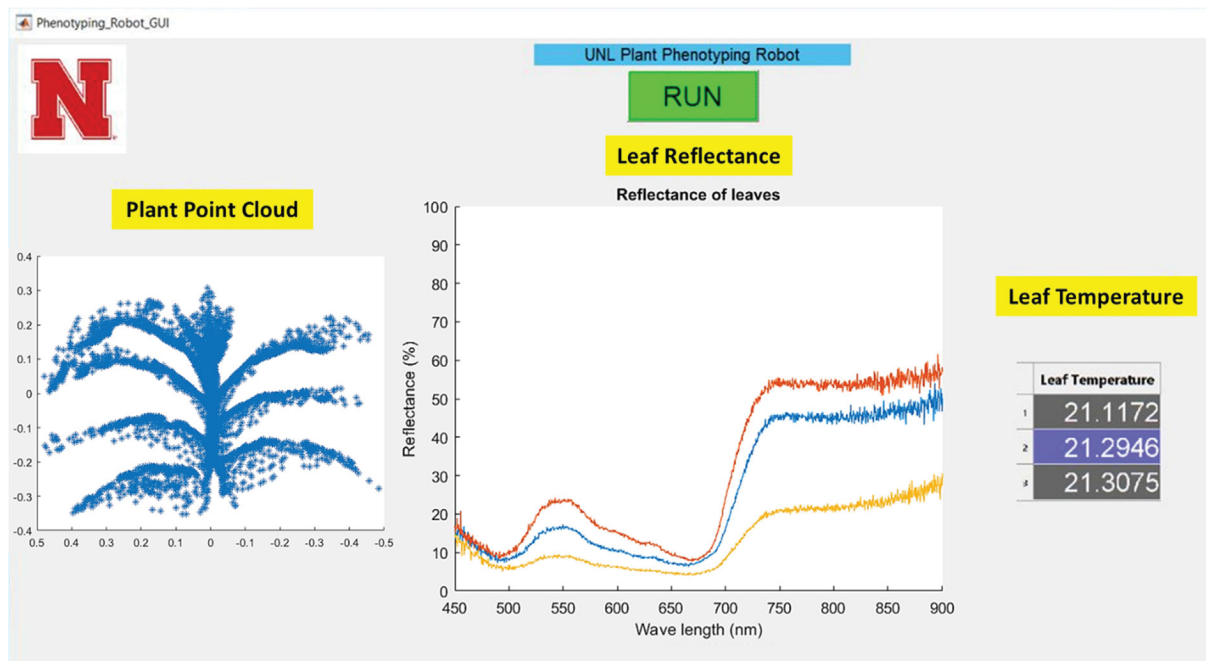 Phenotyping_Robot_GUI
N
UNL Plant Phenotyping Robot
RUN
Leaf Reflectance
Plant Point Cloud
Reflectance of leaves
Leaf Temperature
0.4
0.3
0.2
0.1
0
-0.1
-0.2
-0.3
-0.4
0.5 0.4 0.3 0.2 0.1 0 -0.1 -0.2 -0.3 -0.4 -0.5
100
90
80
70
60
50
40
30
20
10
0
Reflectance (%)
450 500 550 600 650 700 750 800 850 900
Wave length (nm)
Leaf Temperature
1 21.1172
2 21.2946
3 21.3075